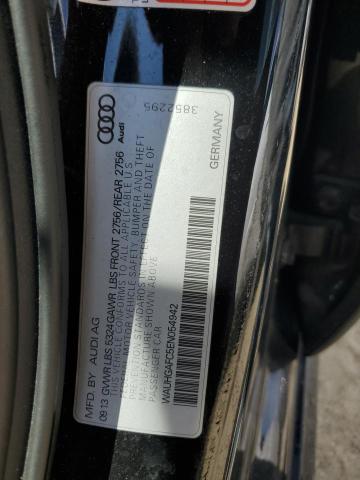 Audi
3852295
MFD. BY AUDI AG
GERMANY
09 13 GVWR LBS 5324 GAWR LBS FRONT 2756/REAR 2756
THIS VEHICLE CONFORMS TO ALL APPLICABLE U.S.
FEDERAL MOTOR VEHICLE SAFETY, BUMPER AND THEFT
PREVENTION STANDARDS IN EFFECT ON THE DATE OF
MANUFACTURE SHOWN ABOVE
PASSENGER CAR
WAUHGAFC5EN054942